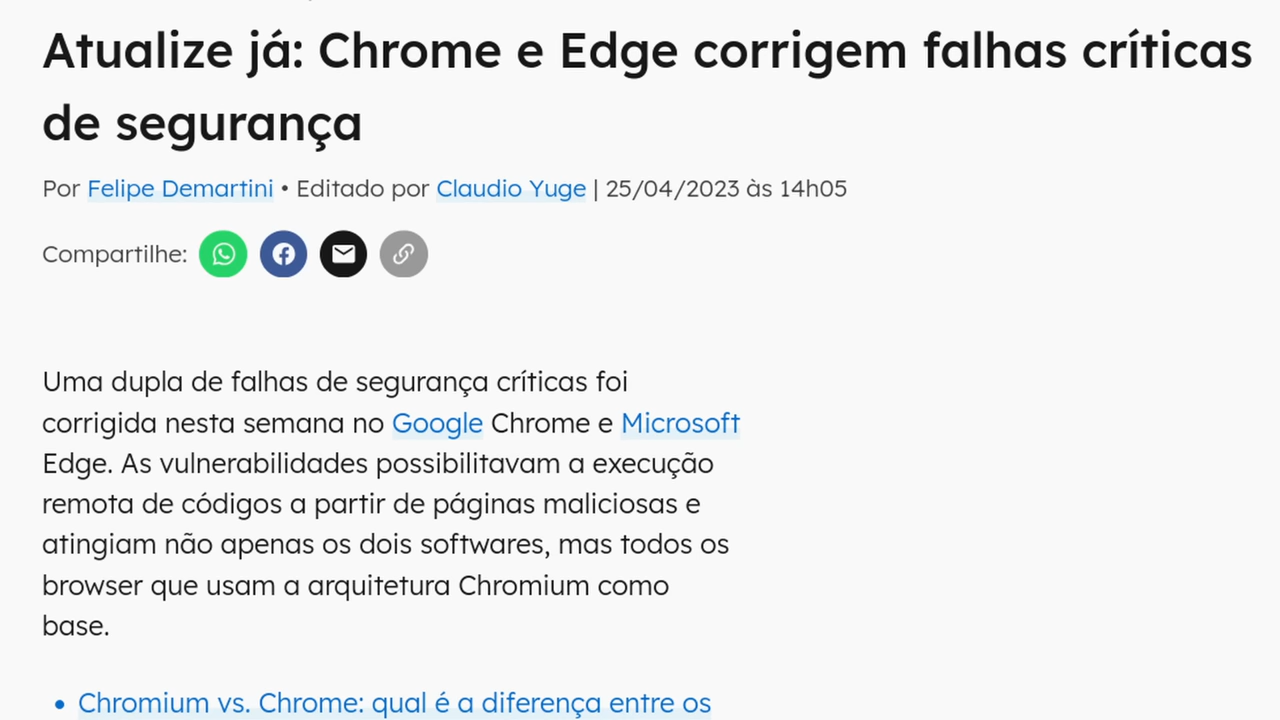 Atualize já: Chrome e Edge corrigem falhas críticas
de segurança
Por Felipe Demartini • Editado por Claudio Yuge | 25/04/2023 às 14h05
Compartilhe:
Uma dupla de falhas de segurança críticas foi
corrigida nesta semana no Google Chrome e Microsoft
Edge. As vulnerabilidades possibilitavam a execução
remota de códigos a partir de páginas maliciosas e
atingiam não apenas os dois softwares, mas todos os
browser que usam a arquitetura Chromium como
base.
• Chromium vs. Chrome: qual é a diferença entre os